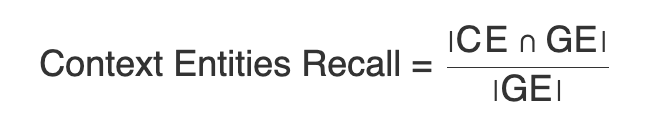 Context Entities Recall = |CE ∩ GE| / |GE|